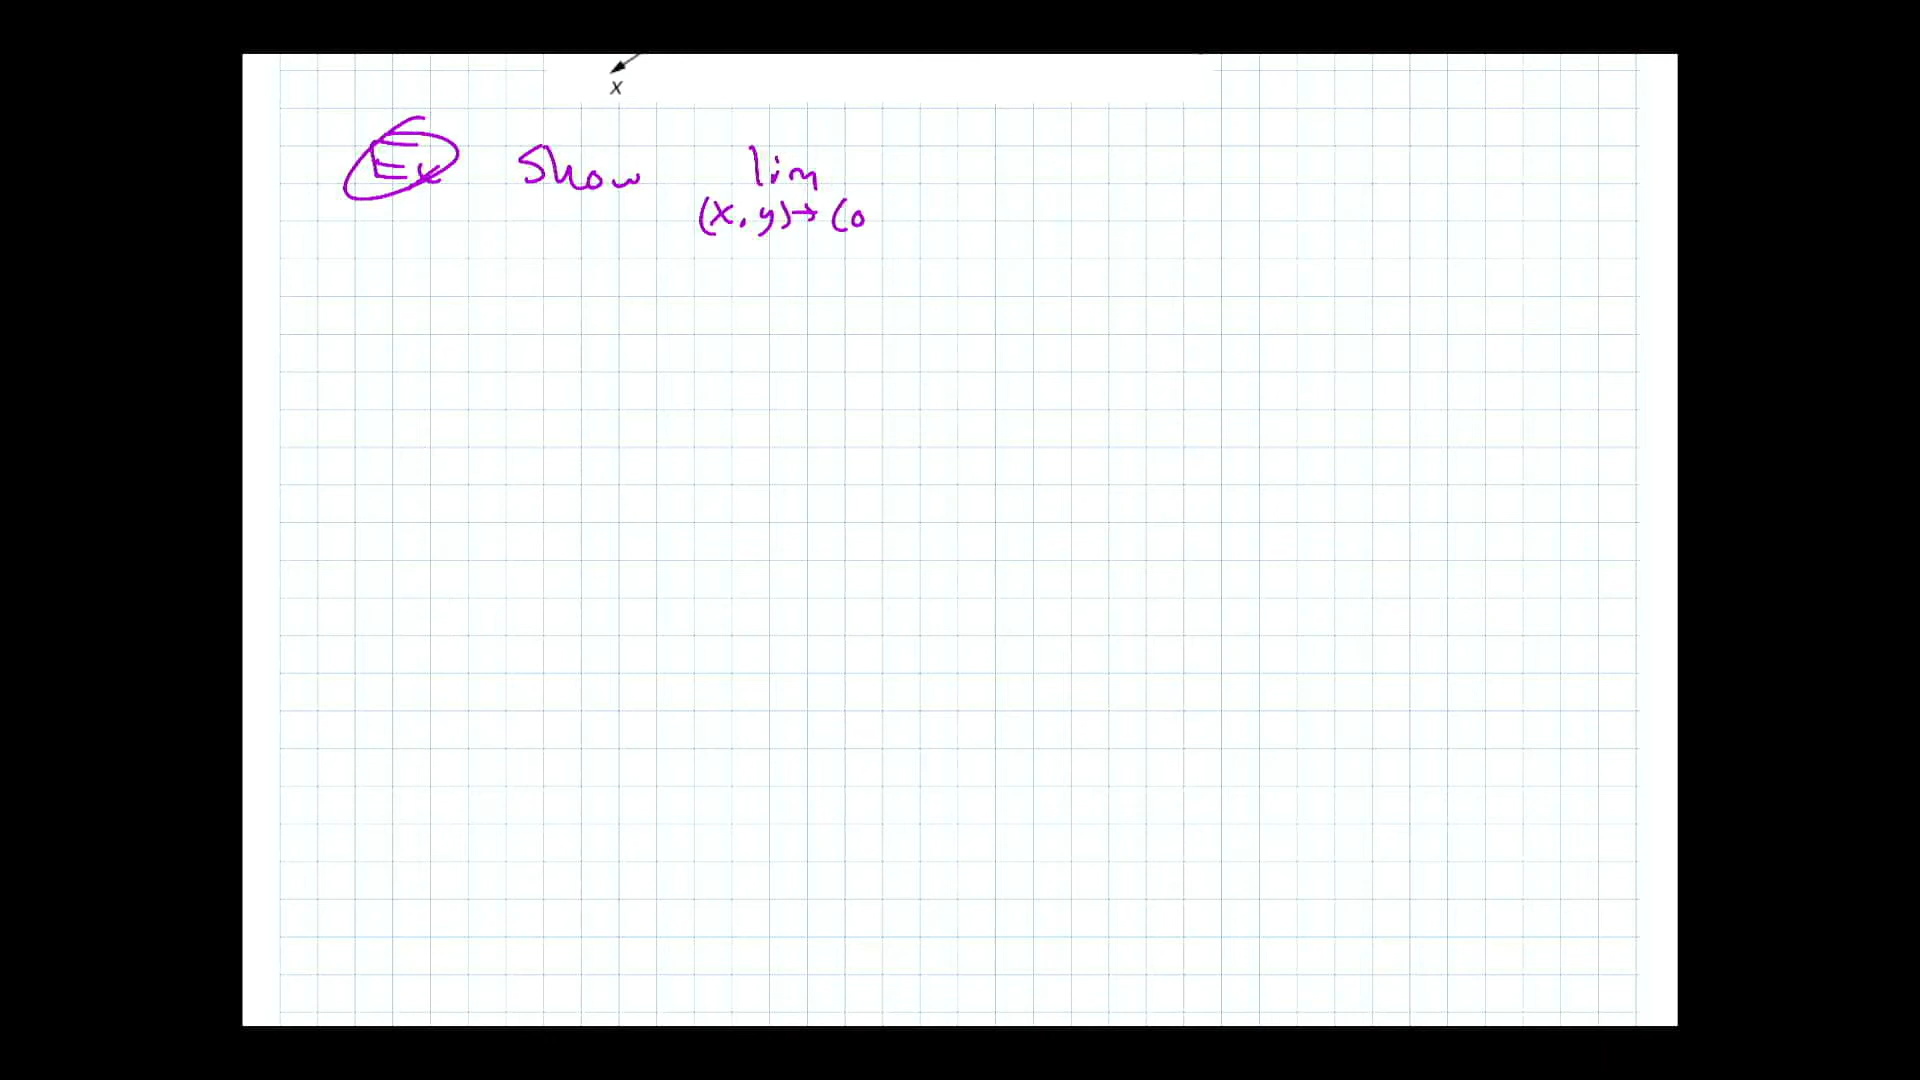 x
Ex Show lim
(x, y) → (0